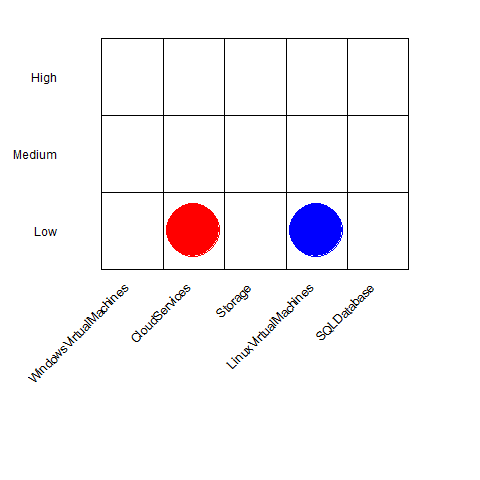 High
Medium
Low
WindowsVirtualMachines
CloudServices
Storage
LinuxVirtualMachines
SQLDatabase